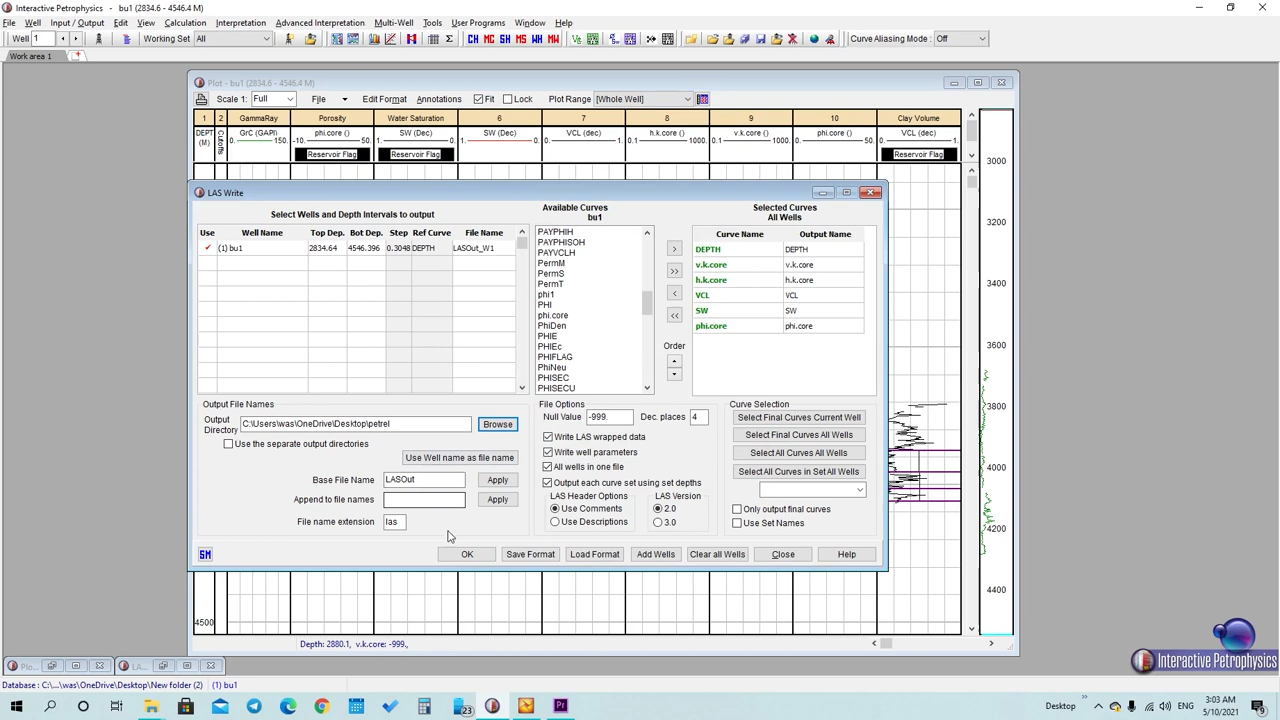 Interactive Petrophysics - bu1 (2834.6 - 4546.4 M)
File Well Input / Output Edit View Calculation Interpretation Advanced Interpretation Multi-Well Tools User Programs Window Help
Well 1 Working Set All CH MC SH MS WH MW Curve Aliasing Mode: Off
Work area 1
Plot - bu1 (2834.6 - 4546.4 M)
Scale 1: Full File Edit Format Annotations Fit Lock Plot Range [Whole Well]
1 2 GammaRay Porosity Water Saturation 6 7 8 9 10 Clay Volume
DEPT (M) Cutoffs GrC (GAPI) phi.core () SW (Dec) SW (Dec) VCL (dec) h.k.core () v.k.core () phi.core () VCL (Dec)
0. 150. -10. 50. 1. 0. 1. 0. 0. 1. 0.1 1000. 0.1 1000. 0. 50. 0. 1.
Reservoir Flag Reservoir Flag Reservoir Flag
3000
3200
3400
3600
3800
4000
4200
4400
4500
LAS Write
Select Wells and Depth Intervals to output
Use Well Name Top Dep. Bot Dep. Step Ref Curve File Name
(1) bu1 2834.64 4546.396 0.3048 DEPTH LASOut_W1
Available Curves
bu1
PAYPHIH
PAYPHISOH
PAYVCLH
PermM
PermS
PermT
phi1
PHI
phi.core
PhiDen
PHIE
PHIEc
PHIFLAG
PhiNeu
PHISEC
PHISECU
>
>>
<
<<
Order
Selected Curves
All Wells
Curve Name Output Name
DEPTH DEPTH
v.k.core v.k.core
h.k.core h.k.core
VCL VCL
SW SW
phi.core phi.core
Output File Names
Output Directory C:\Users\was\OneDrive\Desktop\petrel Browse
Use the separate output directories
Use Well name as file name
Base File Name LASOut Apply
Append to file names Apply
File name extension las
File Options
Null Value -999. Dec. places 4
Write LAS wrapped data
Write well parameters
All wells in one file
Output each curve set using set depths
LAS Header Options
Use Comments
Use Descriptions
LAS Version
2.0
3.0
Curve Selection
Select Final Curves Current Well
Select Final Curves All Wells
Select All Curves All Wells
Select All Curves in Set All Wells
Only output final curves
Use Set Names
SM OK Save Format Load Format Add Wells Clear all Wells Close Help
Depth: 2880.1, v.k.core: -999.,
Interactive Petrophysics
Plo... LA...
Database : C:\...\was\OneDrive\Desktop\New folder (2) (1) bu1
23 Desktop ENG 3:03 AM
5/10/2021 9